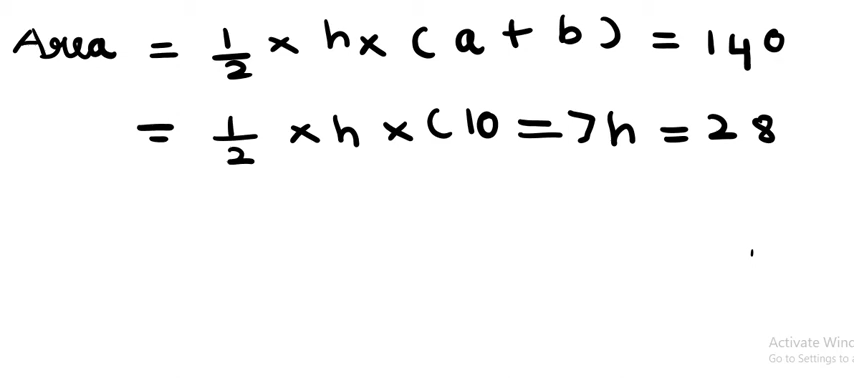 Area = 1/2 × h × ( a + b ) = 140
= 1/2 × h × ( 10 = 7h = 28
Activate Wind
Go to Settings to a